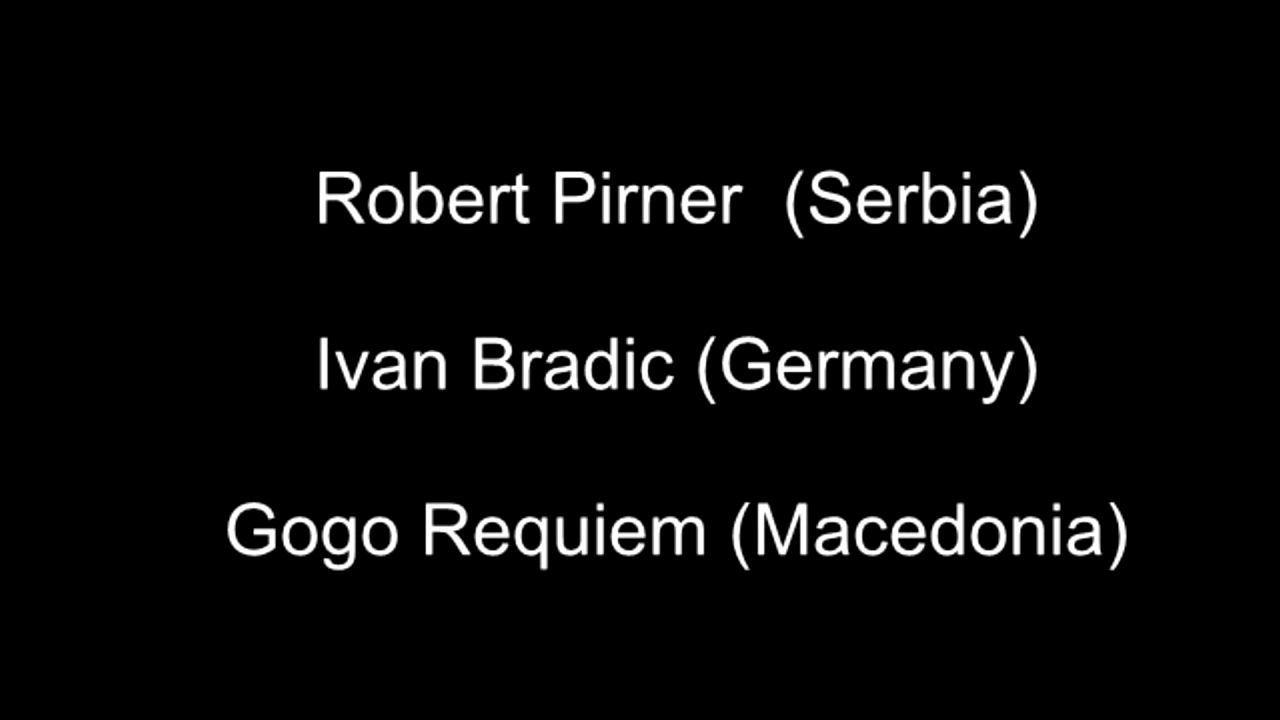 Robert Pirner  (Serbia)
Ivan Bradic (Germany)
Gogo Requiem (Macedonia)